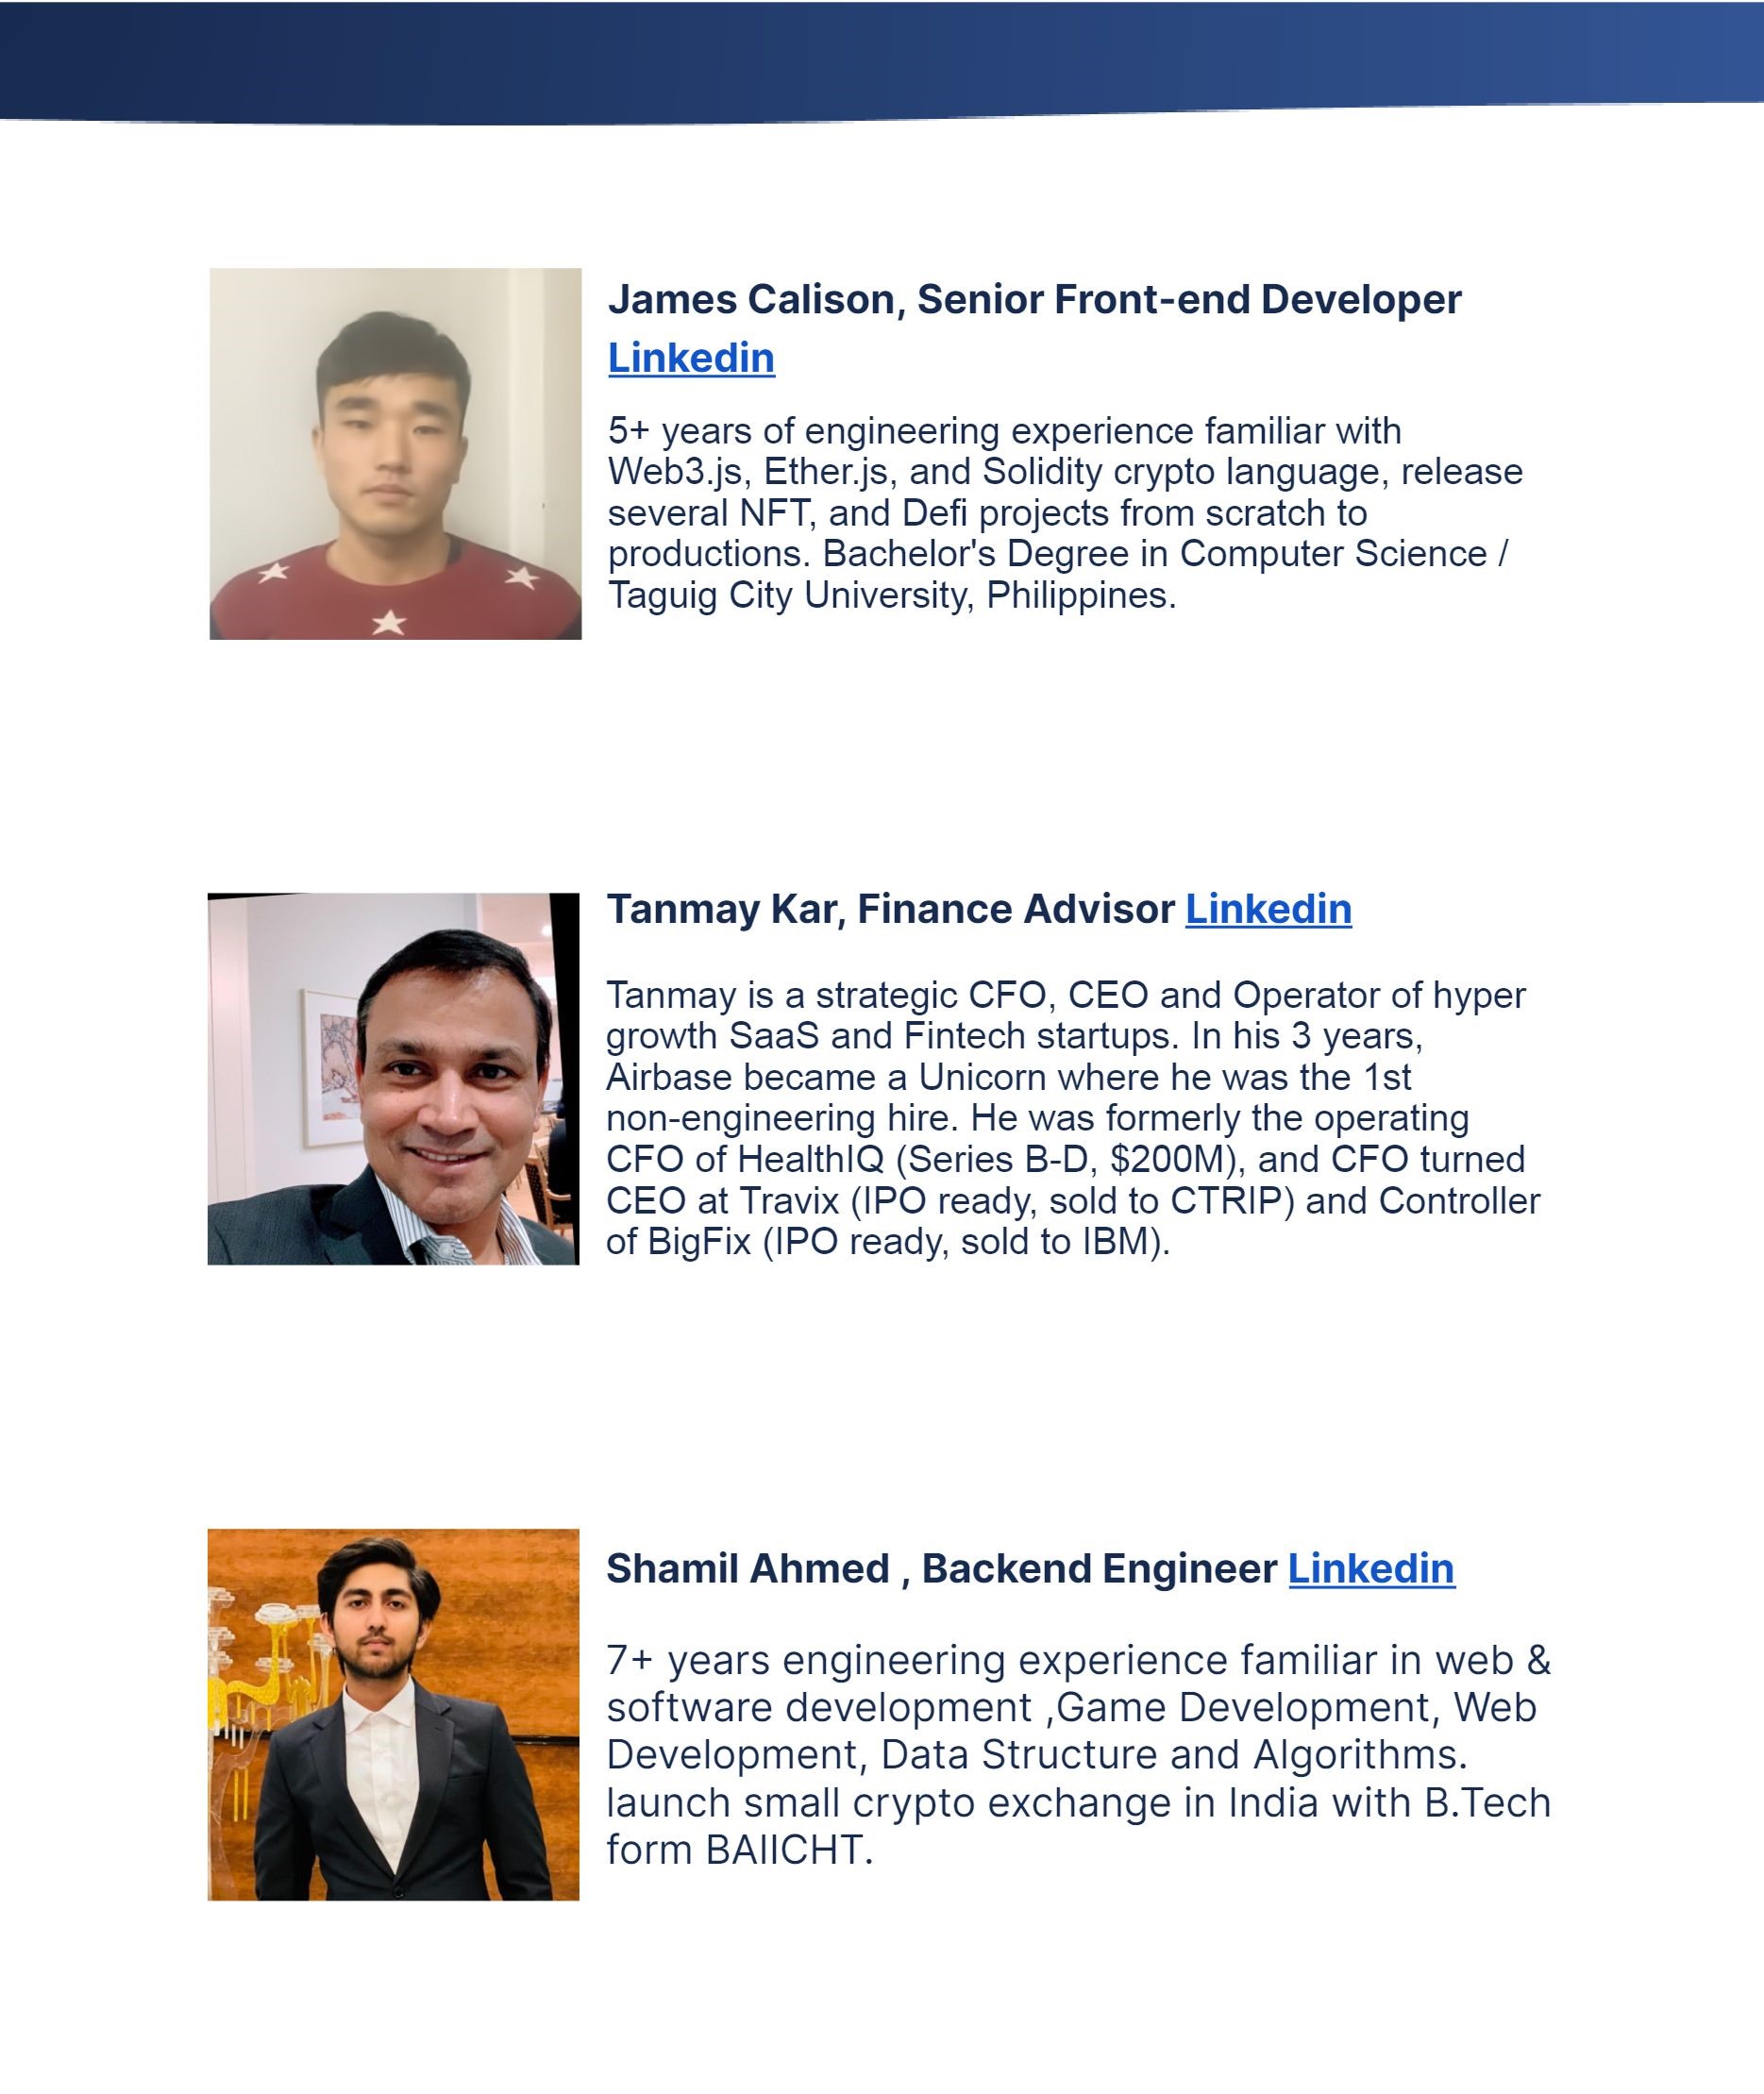 James Calison, Senior Front-end Developer
Linkedin
5+ years of engineering experience familiar with
Web3.js, Ether.js, and Solidity crypto language, release
several NFT, and Defi projects from scratch to
productions. Bachelor's Degree in Computer Science /
Taguig City University, Philippines.
Tanmay Kar, Finance Advisor Linkedin
Tanmay is a strategic CFO, CEO and Operator of hyper
growth SaaS and Fintech startups. In his 3 years,
Airbase became a Unicorn where he was the 1st
non-engineering hire. He was formerly the operating
CFO of HealthIQ (Series B-D, $200M), and CFO turned
CEO at Travix (IPO ready, sold to CTRIP) and Controller
of BigFix (IPO ready, sold to IBM).
Shamil Ahmed , Backend Engineer Linkedin
7+ years engineering experience familiar in web &
software development ,Game Development, Web
Development, Data Structure and Algorithms.
launch small crypto exchange in India with B.Tech
form BAIICHT.